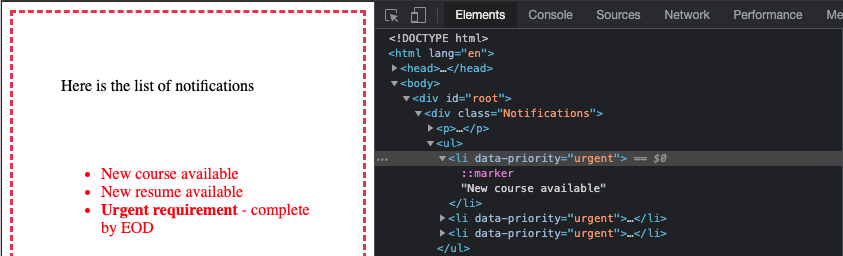 Here is the list of notifications
New course available
New resume available
Urgent requirement - complete
by EOD
Elements Console Sources Network Performance Me
<!DOCTYPE html>
<html lang="en">
<head>…</head>
<body>
<div id="root">
<div class="Notifications">
<p>…</p>
<ul>
<li data-priority="urgent"> == $0
::marker
"New course available"
</li>
<li data-priority="urgent">…</li>
<li data-priority="urgent">…</li>
</ul>